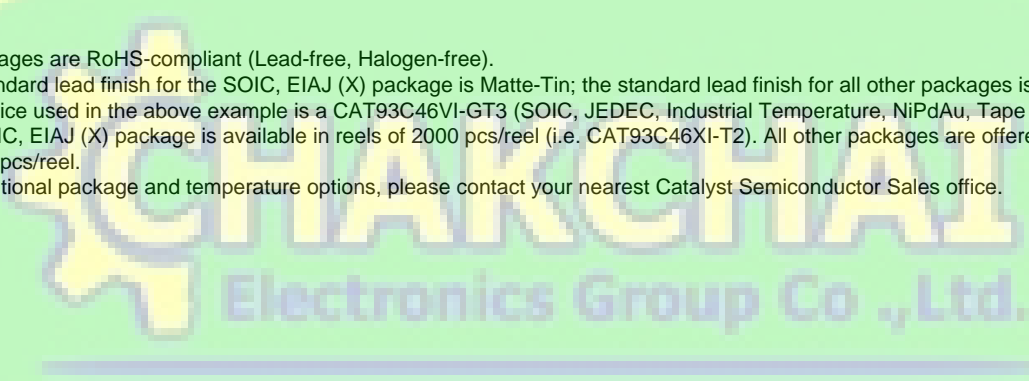 ages are RoHS-compliant (Lead-free, Halogen-free).
ndard lead finish for the SOIC, EIAJ (X) package is Matte-Tin; the standard lead finish for all other packages is
ice used in the above example is a CAT93C46VI-GT3 (SOIC, JEDEC, Industrial Temperature, NiPdAu, Tape
IC, EIAJ (X) package is available in reels of 2000 pcs/reel (i.e. CAT93C46XI-T2). All other packages are offere
pcs/reel.
tional package and temperature options, please contact your nearest Catalyst Semiconductor Sales office.
CHAKCHAI
Electronics Group Co .,Ltd.